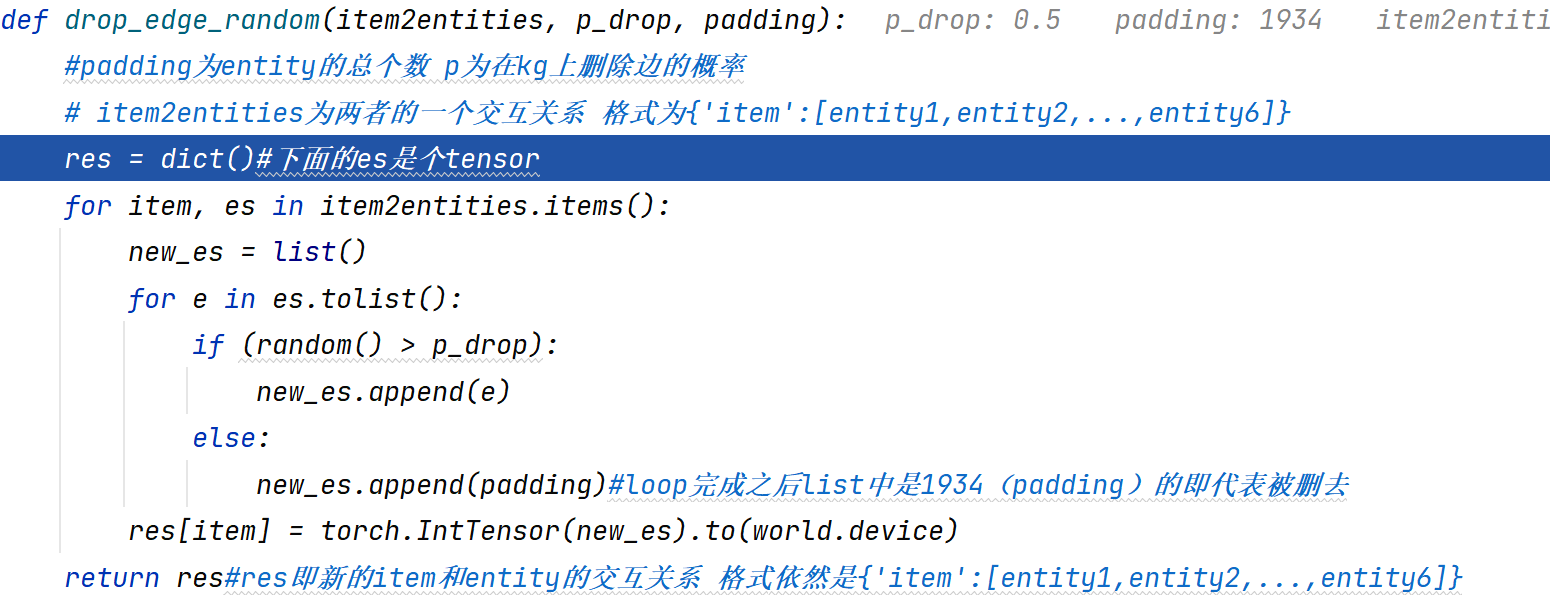 def drop_edge_random(item2entities, p_drop, padding):   p_drop: 0.5   padding: 1934   item2entiti
    #padding为entity的总个数 p为在kg上删除边的概率
    # item2entities为两者的一个交互关系 格式为{'item':[entity1,entity2,...,entity6]}
    res = dict()#下面的es是个tensor
    for item, es in item2entities.items():
        new_es = list()
        for e in es.tolist():
            if (random() > p_drop):
                new_es.append(e)
            else:
                new_es.append(padding)#loop完成之后list中是1934（padding）的即代表被删去
        res[item] = torch.IntTensor(new_es).to(world.device)
    return res#res即新的item和entity的交互关系 格式依然是{'item':[entity1,entity2,...,entity6]}